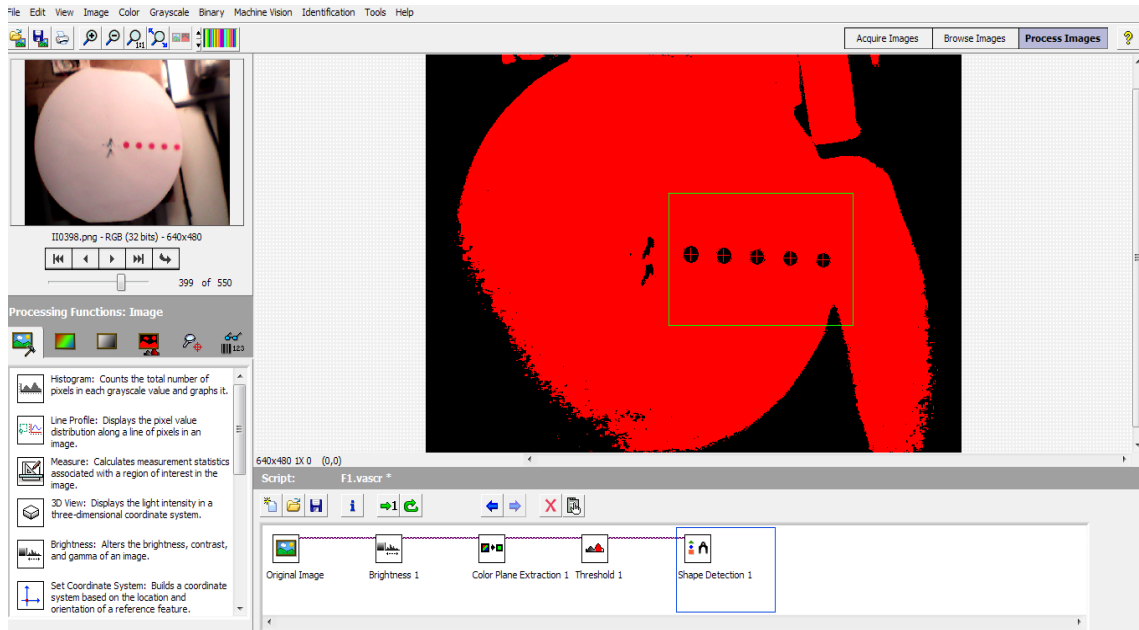 File Edit View Image Color Grayscale Binary Machine Vision Identification Tools Help
1:1
Acquire Images Browse Images Process Images ?
II0398.png - RGB (32 bits) - 640x480
399 of 550
Processing Functions: Image
123
Histogram: Counts the total number of
pixels in each grayscale value and graphs it.
Line Profile: Displays the pixel value
distribution along a line of pixels in an
image.
Measure: Calculates measurement statistics
associated with a region of interest in the
image.
3D View: Displays the light intensity in a
three-dimensional coordinate system.
Brightness: Alters the brightness, contrast,
and gamma of an image.
Set Coordinate System: Builds a coordinate
system based on the location and
orientation of a reference feature.
640x480 1X 0 (0,0)
Script: F1.vascr *
i 1 X
Original Image Brightness 1 Color Plane Extraction 1 Threshold 1 Shape Detection 1